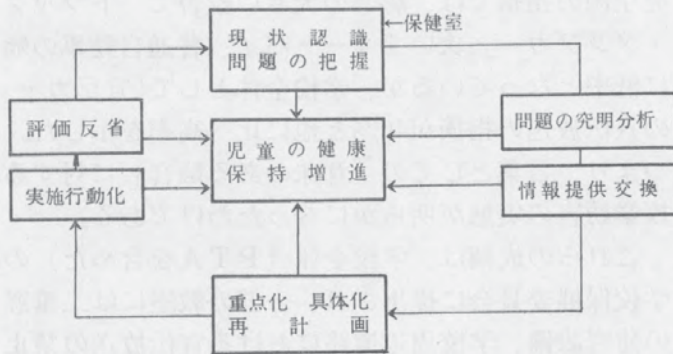 ←保健室
現状認識
問題の把握
評価反省
実施行動化
児童の健康
保持増進
問題の究明分析
情報提供交換
重点化 具体化
再計画